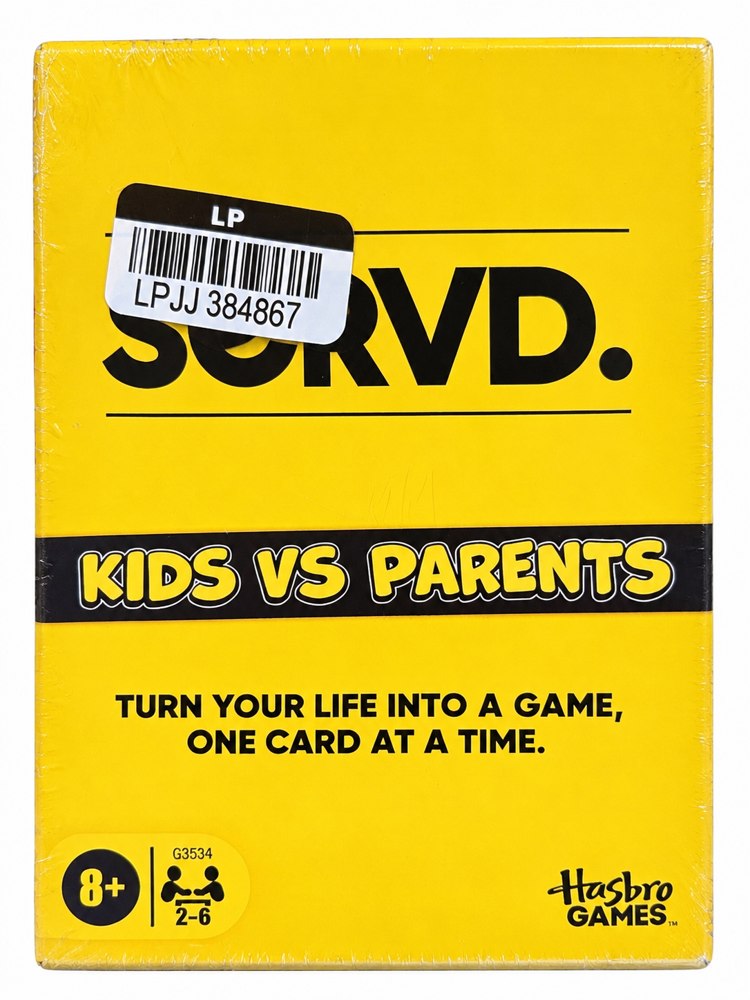 LP
LPJJ 384867
SORVD.
KIDS VS PARENTS
TURN YOUR LIFE INTO A GAME,
ONE CARD AT A TIME.
8+
G3534
2-6
Hasbro
GAMES™